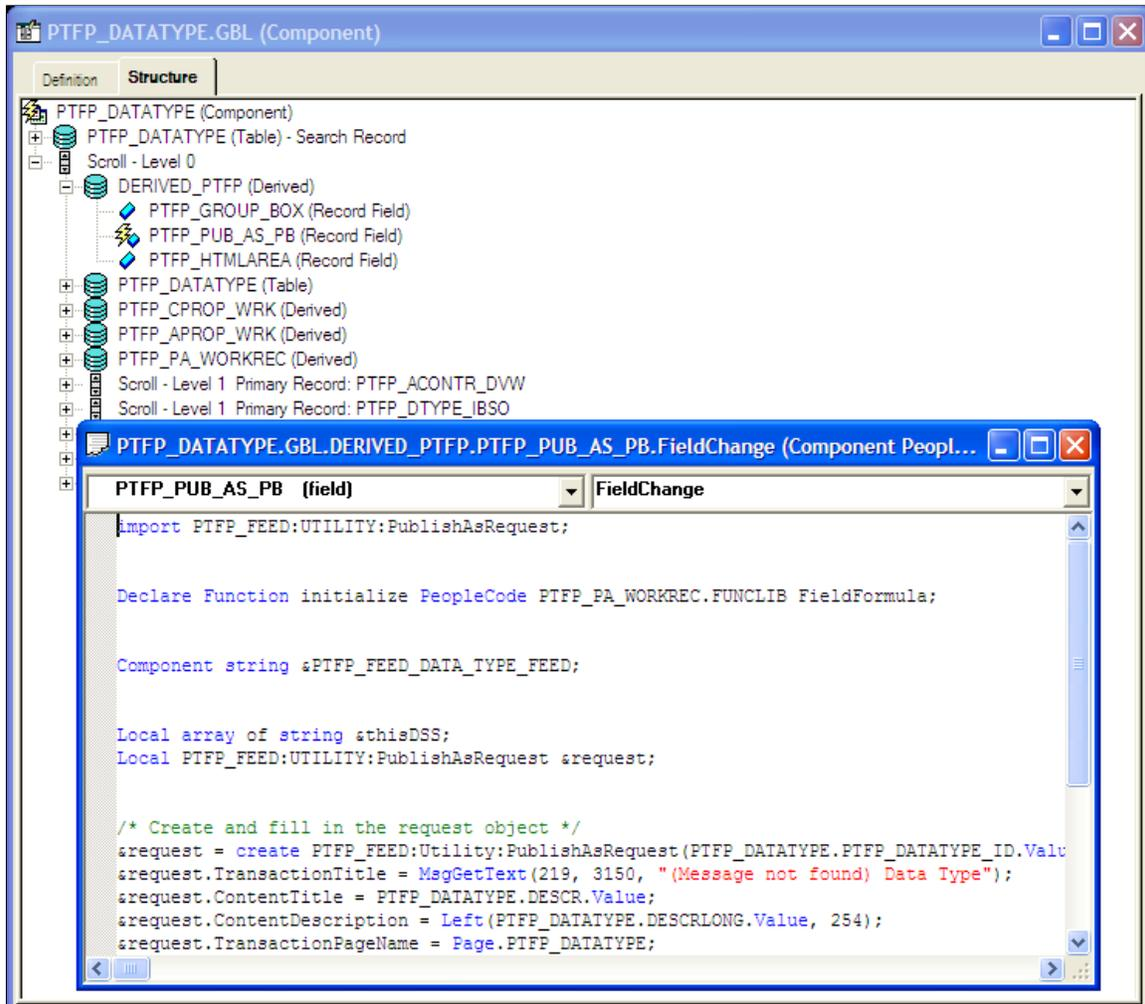 PTFP_DATATYPE.GBL (Component)
Definition Structure
PTFP_DATATYPE (Component)
PTFP_DATATYPE (Table) - Search Record
Scroll - Level 0
DERIVED_PTFP (Derived)
PTFP_GROUP_BOX (Record Field)
PTFP_PUB_AS_PB (Record Field)
PTFP_HTMLAREA (Record Field)
PTFP_DATATYPE (Table)
PTFP_CPROP_WRK (Derived)
PTFP_APROP_WRK (Derived)
PTFP_PA_WORKREC (Derived)
Scroll - Level 1 Primary Record: PTFP_ACONTR_DVW
Scroll - Level 1 Primary Record: PTFP_DTYPE_IBSO
PTFP_DATATYPE.GBL.DERIVED_PTFP.PTFP_PUB_AS_PB.FieldChange (Component Peopl...
PTFP_PUB_AS_PB (field) FieldChange
import PTFP_FEED:UTILITY:PublishAsRequest;
Declare Function initialize PeopleCode PTFP_PA_WORKREC.FUNCLIB FieldFormula;
Component string &PTFP_FEED_DATA_TYPE_FEED;
Local array of string &thisDSS;
Local PTFP_FEED:UTILITY:PublishAsRequest &request;
/* Create and fill in the request object */
&request = create PTFP_FEED:Utility:PublishAsRequest(PTFP_DATATYPE.PTFP_DATATYPE_ID.Valu
&request.TransactionTitle = MsgGetText(219, 3150, "(Message not found) Data Type");
&request.ContentTitle = PTFP_DATATYPE.DESCR.Value;
&request.ContentDescription = Left(PTFP_DATATYPE.DESCRLONG.Value, 254);
&request.TransactionPageName = Page.PTFP_DATATYPE;